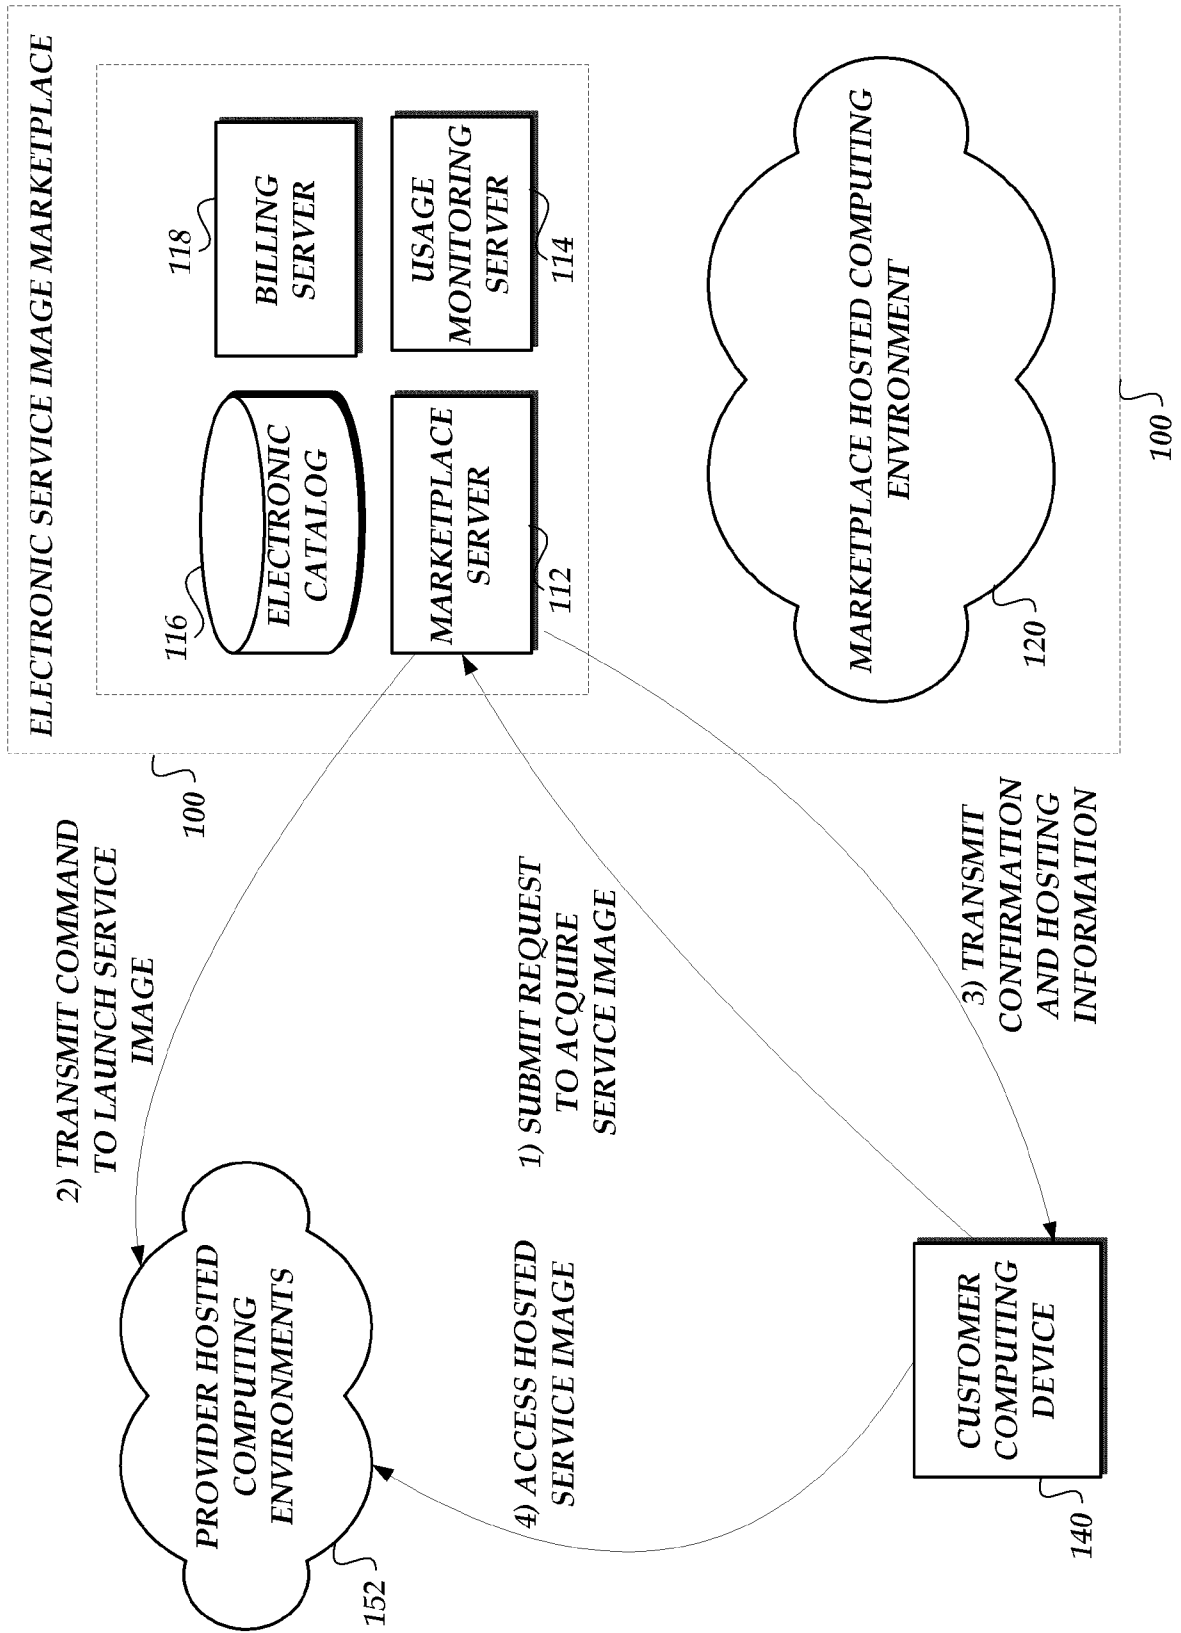 ELECTRONIC SERVICE IMAGE MARKETPLACE
2) TRANSMIT COMMAND
TO LAUNCH SERVICE
IMAGE
100
116
ELECTRONIC
CATALOG
118
BILLING
SERVER
PROVIDER HOSTED
COMPUTING
ENVIRONMENTS
152
MARKETPLACE
SERVER
112
USAGE
MONITORING
SERVER
114
1) SUBMIT REQUEST
TO ACQUIRE
SERVICE IMAGE
4) ACCESS HOSTED
SERVICE IMAGE
3) TRANSMIT
CONFIRMATION
AND HOSTING
INFORMATION
MARKETPLACE HOSTED COMPUTING
ENVIRONMENT
120
CUSTOMER
COMPUTING
DEVICE
140
100